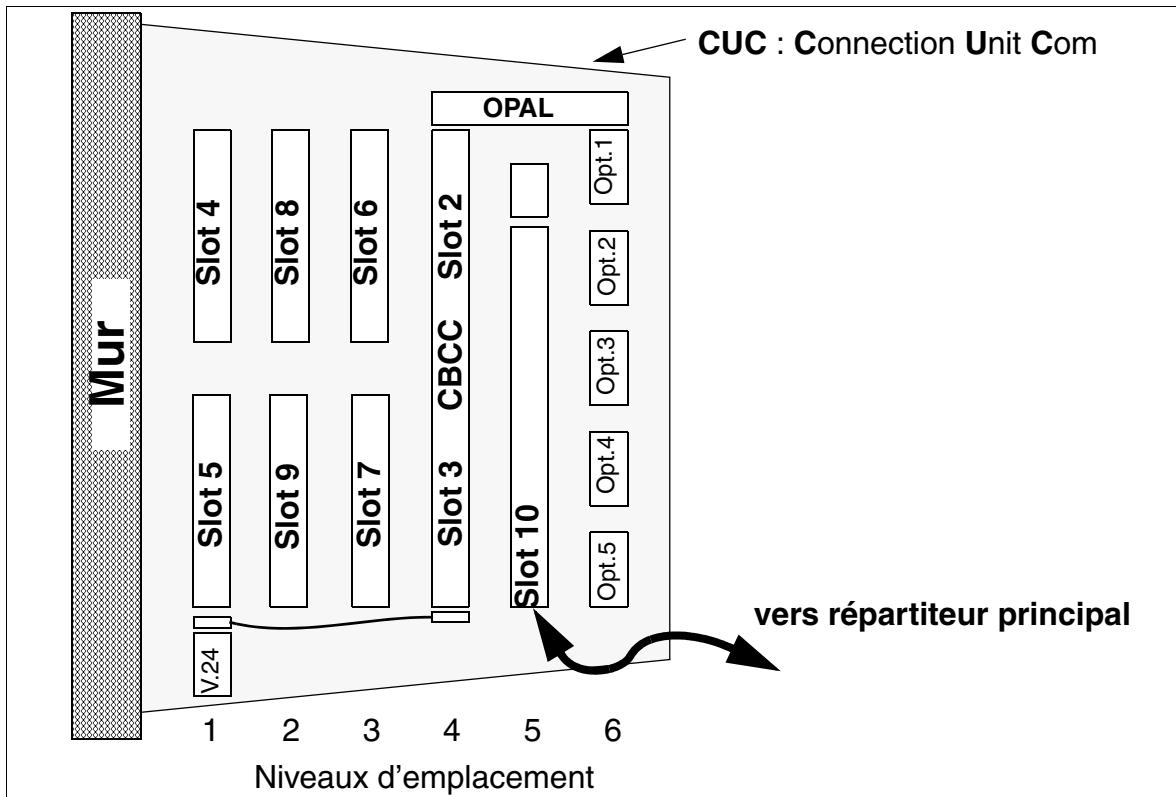 CUC : Connection Unit Com
OPAL
Mur
Slot 4
Slot 8
Slot 6
CBCC Slot 2
Opt.1
Opt.2
Opt.3
Opt.4
Opt.5
Slot 5
Slot 9
Slot 7
Slot 3
Slot 10
vers répartiteur principal
V.24
1 2 3 4 5 6
Niveaux d'emplacement